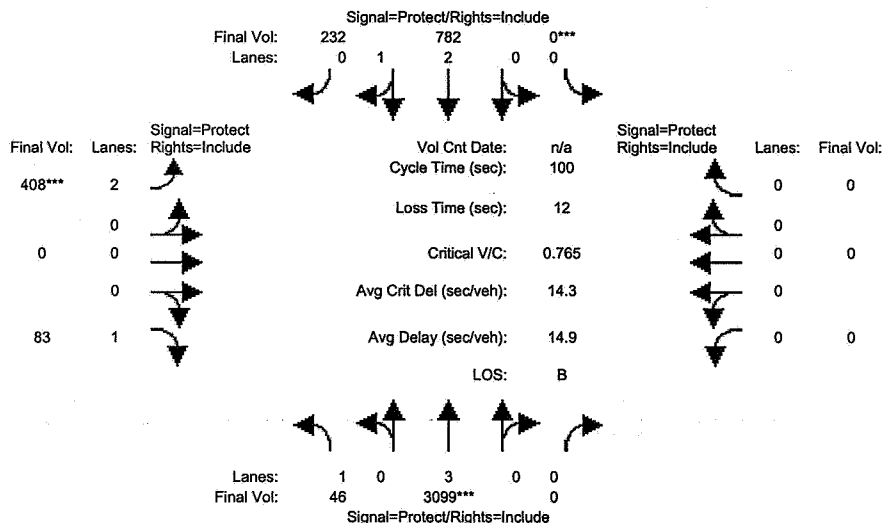 Signal=Protect/Rights=Include
Final Vol: 232 782 0***
Lanes: 0 1 2 0 0
Signal=Protect Signal=Protect
Final Vol: Lanes: Rights=Include Vol Cnt Date: n/a Rights=Include Lanes: Final Vol:
Cycle Time (sec): 100
408*** 2 0 0
Loss Time (sec): 12
0 0
0 0 Critical V/C: 0.765 0 0
0 Avg Crit Del (sec/veh): 14.3 0
83 1 Avg Delay (sec/veh): 14.9 0 0
LOS: B
Lanes: 1 0 3 0 0
Final Vol: 46 3099*** 0
Signal=Protect/Rights=Include